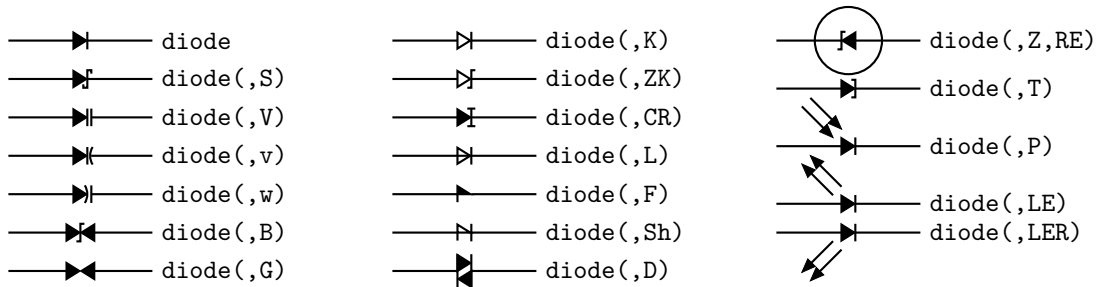 diode
diode(,S)
diode(,V)
diode(,v)
diode(,w)
diode(,B)
diode(,G)
diode(,K)
diode(,ZK)
diode(,CR)
diode(,L)
diode(,F)
diode(,Sh)
diode(,D)
diode(,Z,RE)
diode(,T)
diode(,P)
diode(,LE)
diode(,LER)